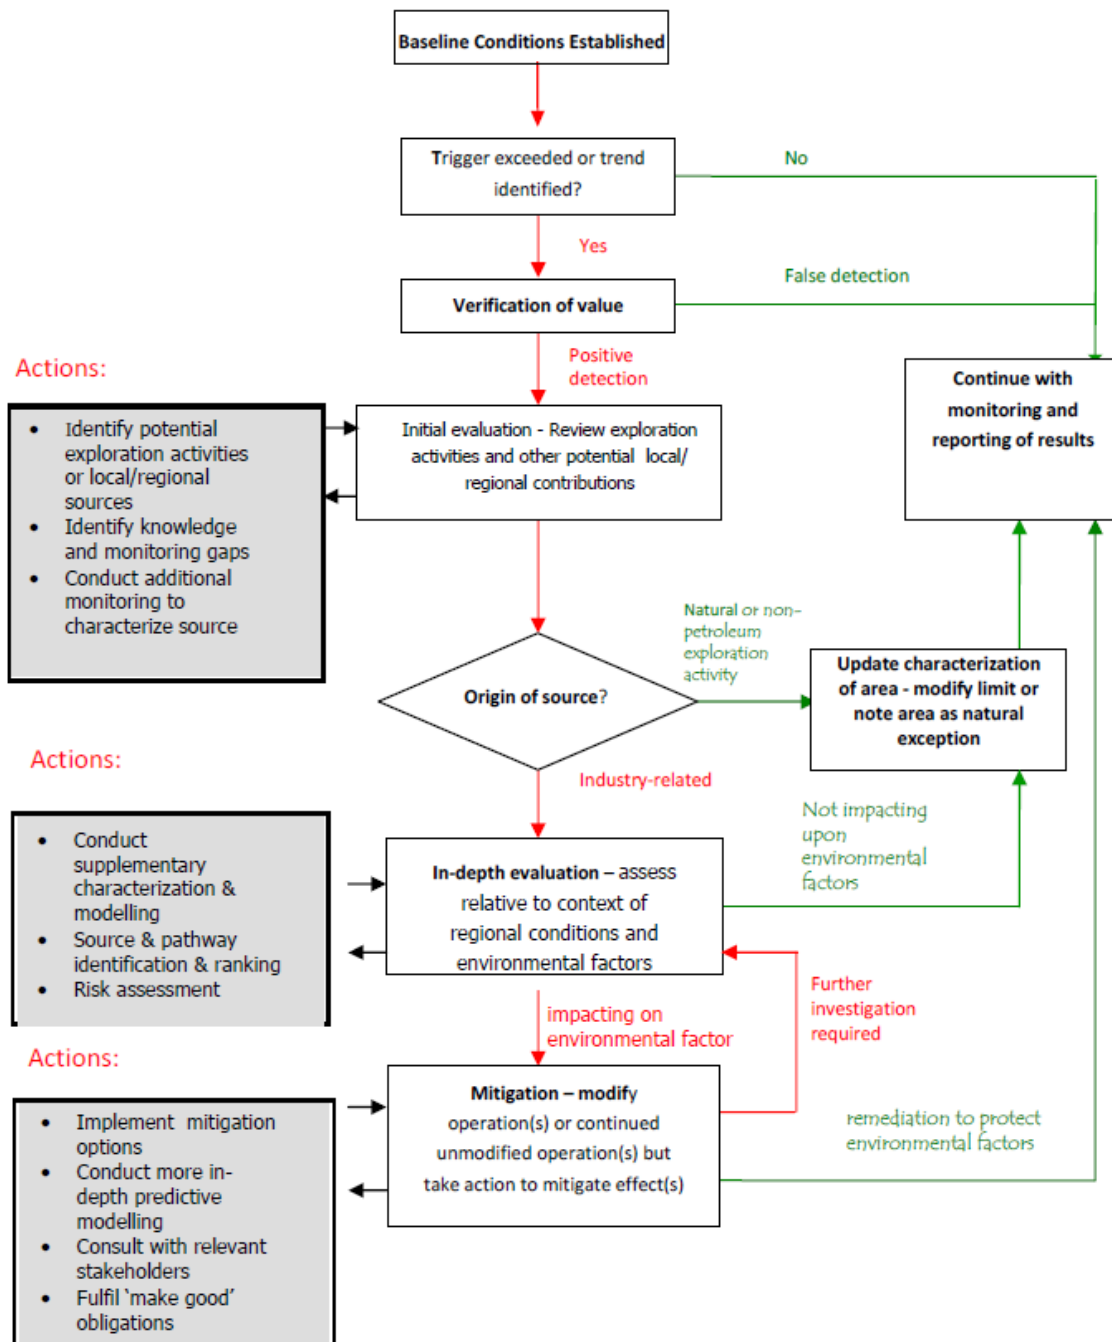 Baseline Conditions Established
Trigger exceeded or trend
identified?
No
Yes
False detection
Verification of value
Positive
detection
Actions:
• Identify potential
exploration activities
or local/regional
sources
• Identify knowledge
and monitoring gaps
• Conduct additional
monitoring to
characterize source
Initial evaluation - Review exploration
activities and other potential local/
regional contributions
Continue with
monitoring and
reporting of results
Origin of source?
Natural or non-
petroleum
exploration
activity
Update characterization
of area - modify limit or
note area as natural
exception
Industry-related
Actions:
• Conduct
supplementary
characterization &
modelling
• Source & pathway
identification & ranking
• Risk assessment
In-depth evaluation – assess
relative to context of
regional conditions and
environmental factors
Not impacting
upon
environmental
factors
Further
investigation
required
impacting on
environmental factor
Actions:
• Implement mitigation
options
• Conduct more in-
depth predictive
modelling
• Consult with relevant
stakeholders
• Fulfil ‘make good’
obligations
Mitigation – modify
operation(s) or continued
unmodified operation(s) but
take action to mitigate effect(s)
remediation to protect
environmental factors